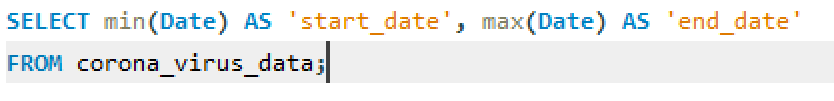 SELECT min(Date) AS 'start_date', max(Date) AS 'end_date'
FROM corona_virus_data;